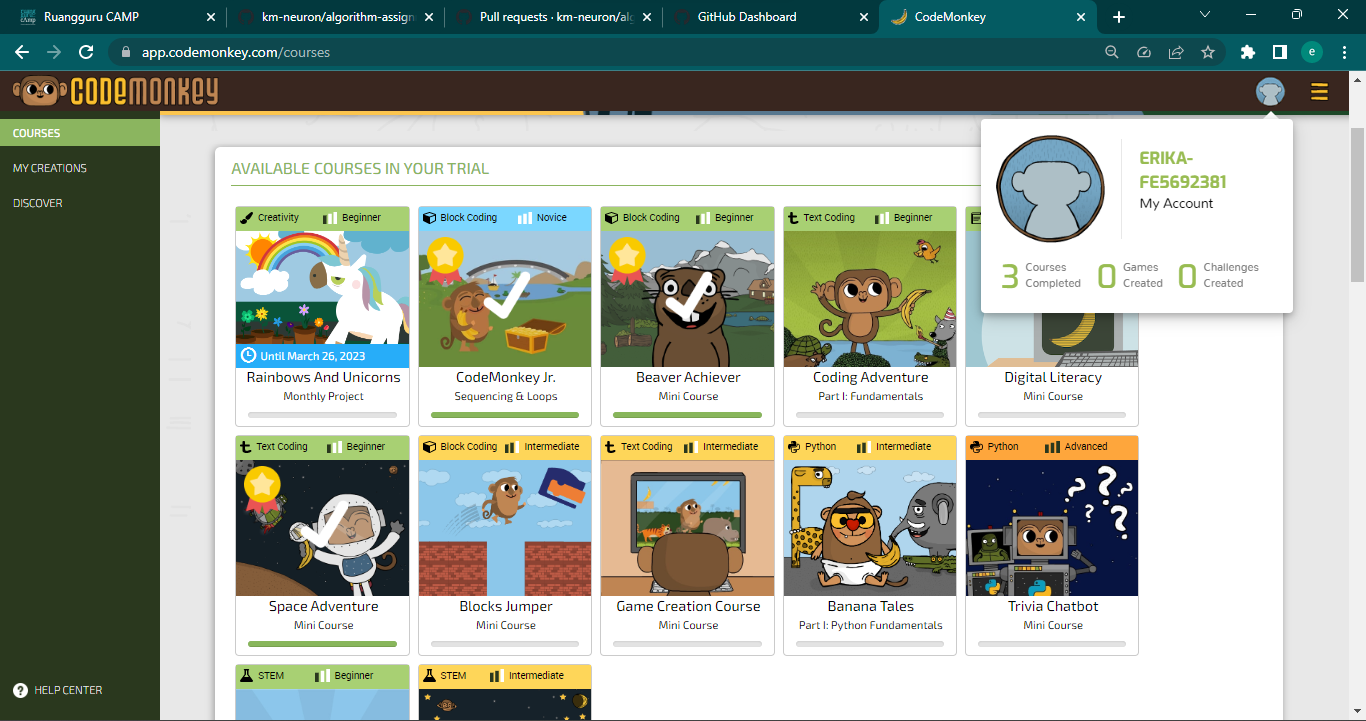 Ruangguru CAMP
km-neuron/algorithm-assign
Pull requests · km-neuron/alg
GitHub Dashboard
CodeMonkey
app.codemonkey.com/courses
e
CODEMONKEY
COURSES
MY CREATIONS
DISCOVER
HELP CENTER
ERIKA-
FE5692381
My Account
3 Courses Completed
0 Games Created
0 Challenges Created
AVAILABLE COURSES IN YOUR TRIAL
Creativity Beginner
Until March 26, 2023
Rainbows And Unicorns
Monthly Project
Block Coding Novice
CodeMonkey Jr.
Sequencing & Loops
Block Coding Beginner
Beaver Achiever
Mini Course
Text Coding Beginner
Coding Adventure
Part I: Fundamentals
Digital Literacy
Mini Course
Text Coding Beginner
Space Adventure
Mini Course
Block Coding Intermediate
Blocks Jumper
Mini Course
Text Coding Intermediate
Game Creation Course
Mini Course
Python Intermediate
Banana Tales
Part I: Python Fundamentals
Python Advanced
? ? ? ? ?
Trivia Chatbot
Mini Course
STEM Beginner
STEM Intermediate